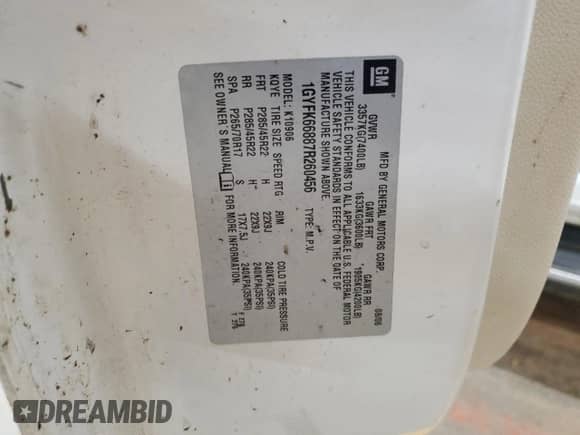 GM
MFD BY GENERAL MOTORS CORP. 08/06
GVWR GAWR FRT GAWR RR
3357KG(7400LB) 1633KG(3600LB) 1905KG(4200LB)
THIS VEHICLE CONFORMS TO ALL APPLICABLE U.S. FEDERAL MOTOR
VEHICLE SAFETY STANDARDS IN EFFECT ON THE DATE OF
MANUFACTURE SHOWN ABOVE.
1GYFK66887R260456 TYPE: M.P.V.
MODEL: K10906
KQYE TIRE SIZE SPEED RTG RIM COLD TIRE PRESSURE
FRT P285/45R22 H 22X9J 240KPA(35PSI)
RR P285/45R22 H 22X9J 240KPA(35PSI)
SPA P265/70R17 S 17X7.5J 240KPA(35PSI)
SEE OWNER'S MANUAL i FOR MORE INFORMATION.
DREAMBID